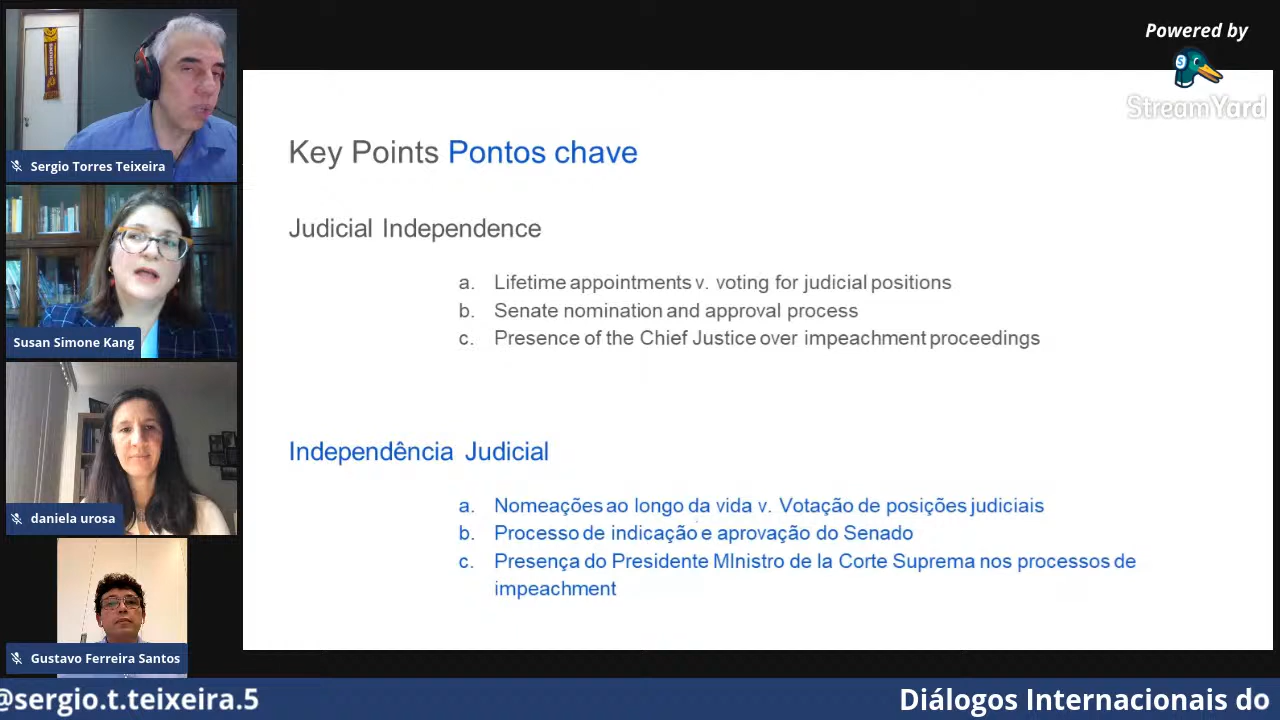 Powered by
StreamYard
Sergio Torres Teixeira
Susan Simone Kang
daniela urosa
Gustavo Ferreira Santos
Key Points Pontos chave
Judicial Independence
a. Lifetime appointments v. voting for judicial positions
b. Senate nomination and approval process
c. Presence of the Chief Justice over impeachment proceedings
Independência Judicial
a. Nomeações ao longo da vida v. Votação de posições judiciais
b. Processo de indicação e aprovação do Senado
c. Presença do Presidente MInistro de la Corte Suprema nos processos de
impeachment
@sergio.t.teixeira.5
Diálogos Internacionais do